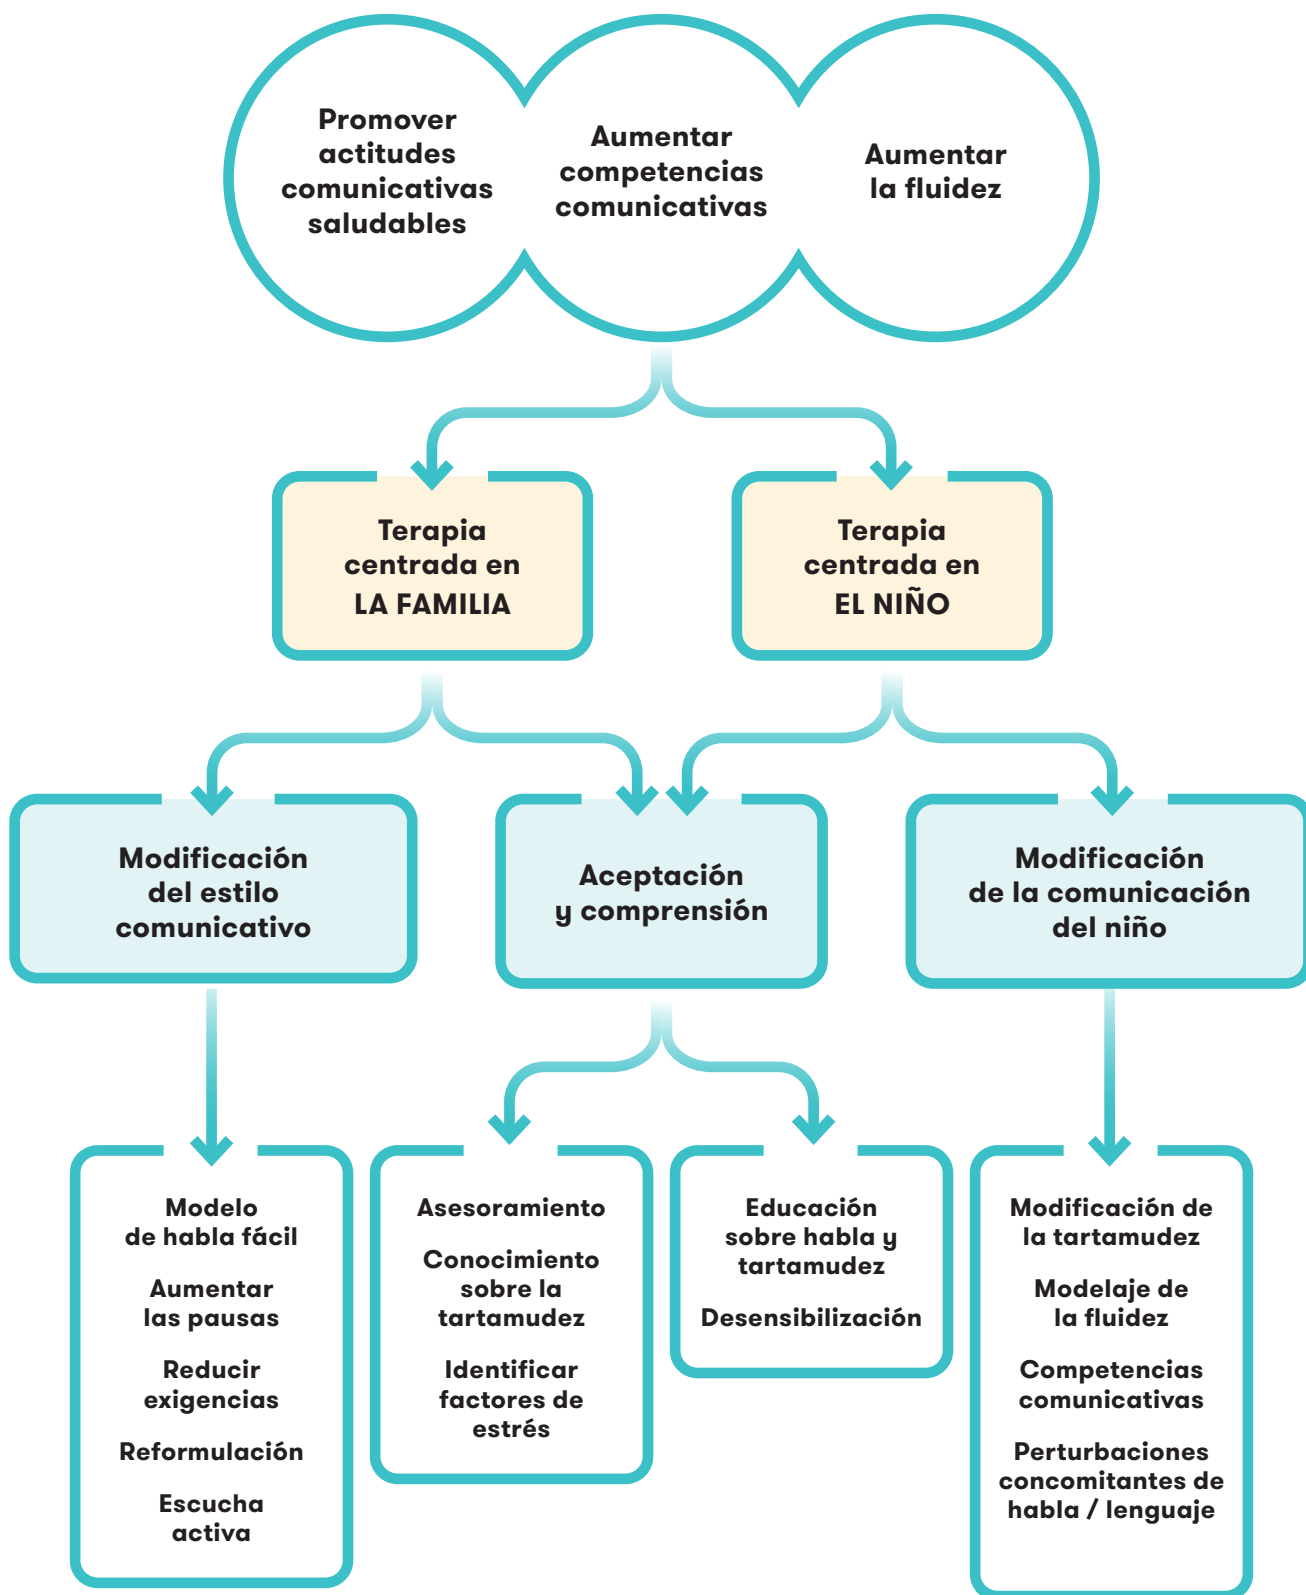 Promover
actitudes
comunicativas
saludables
Aumentar
competencias
comunicativas
Aumentar
la fluidez
Terapia
centrada en
LA FAMILIA
Terapia
centrada en
EL NIÑO
Modificación
del estilo
comunicativo
Aceptación
y comprensión
Modificación
de la comunicación
del niño
Modelo
de habla fácil
Aumentar
las pausas
Reducir
exigencias
Reformulación
Escucha
activa
Asesoramiento
Conocimiento
sobre la
tartamudez
Identificar
factores de
estrés
Educación
sobre habla y
tartamudez
Desensibilización
Modificación de
la tartamudez
Modelaje de
la fluidez
Competencias
comunicativas
Perturbaciones
concomitantes de
habla / lenguaje